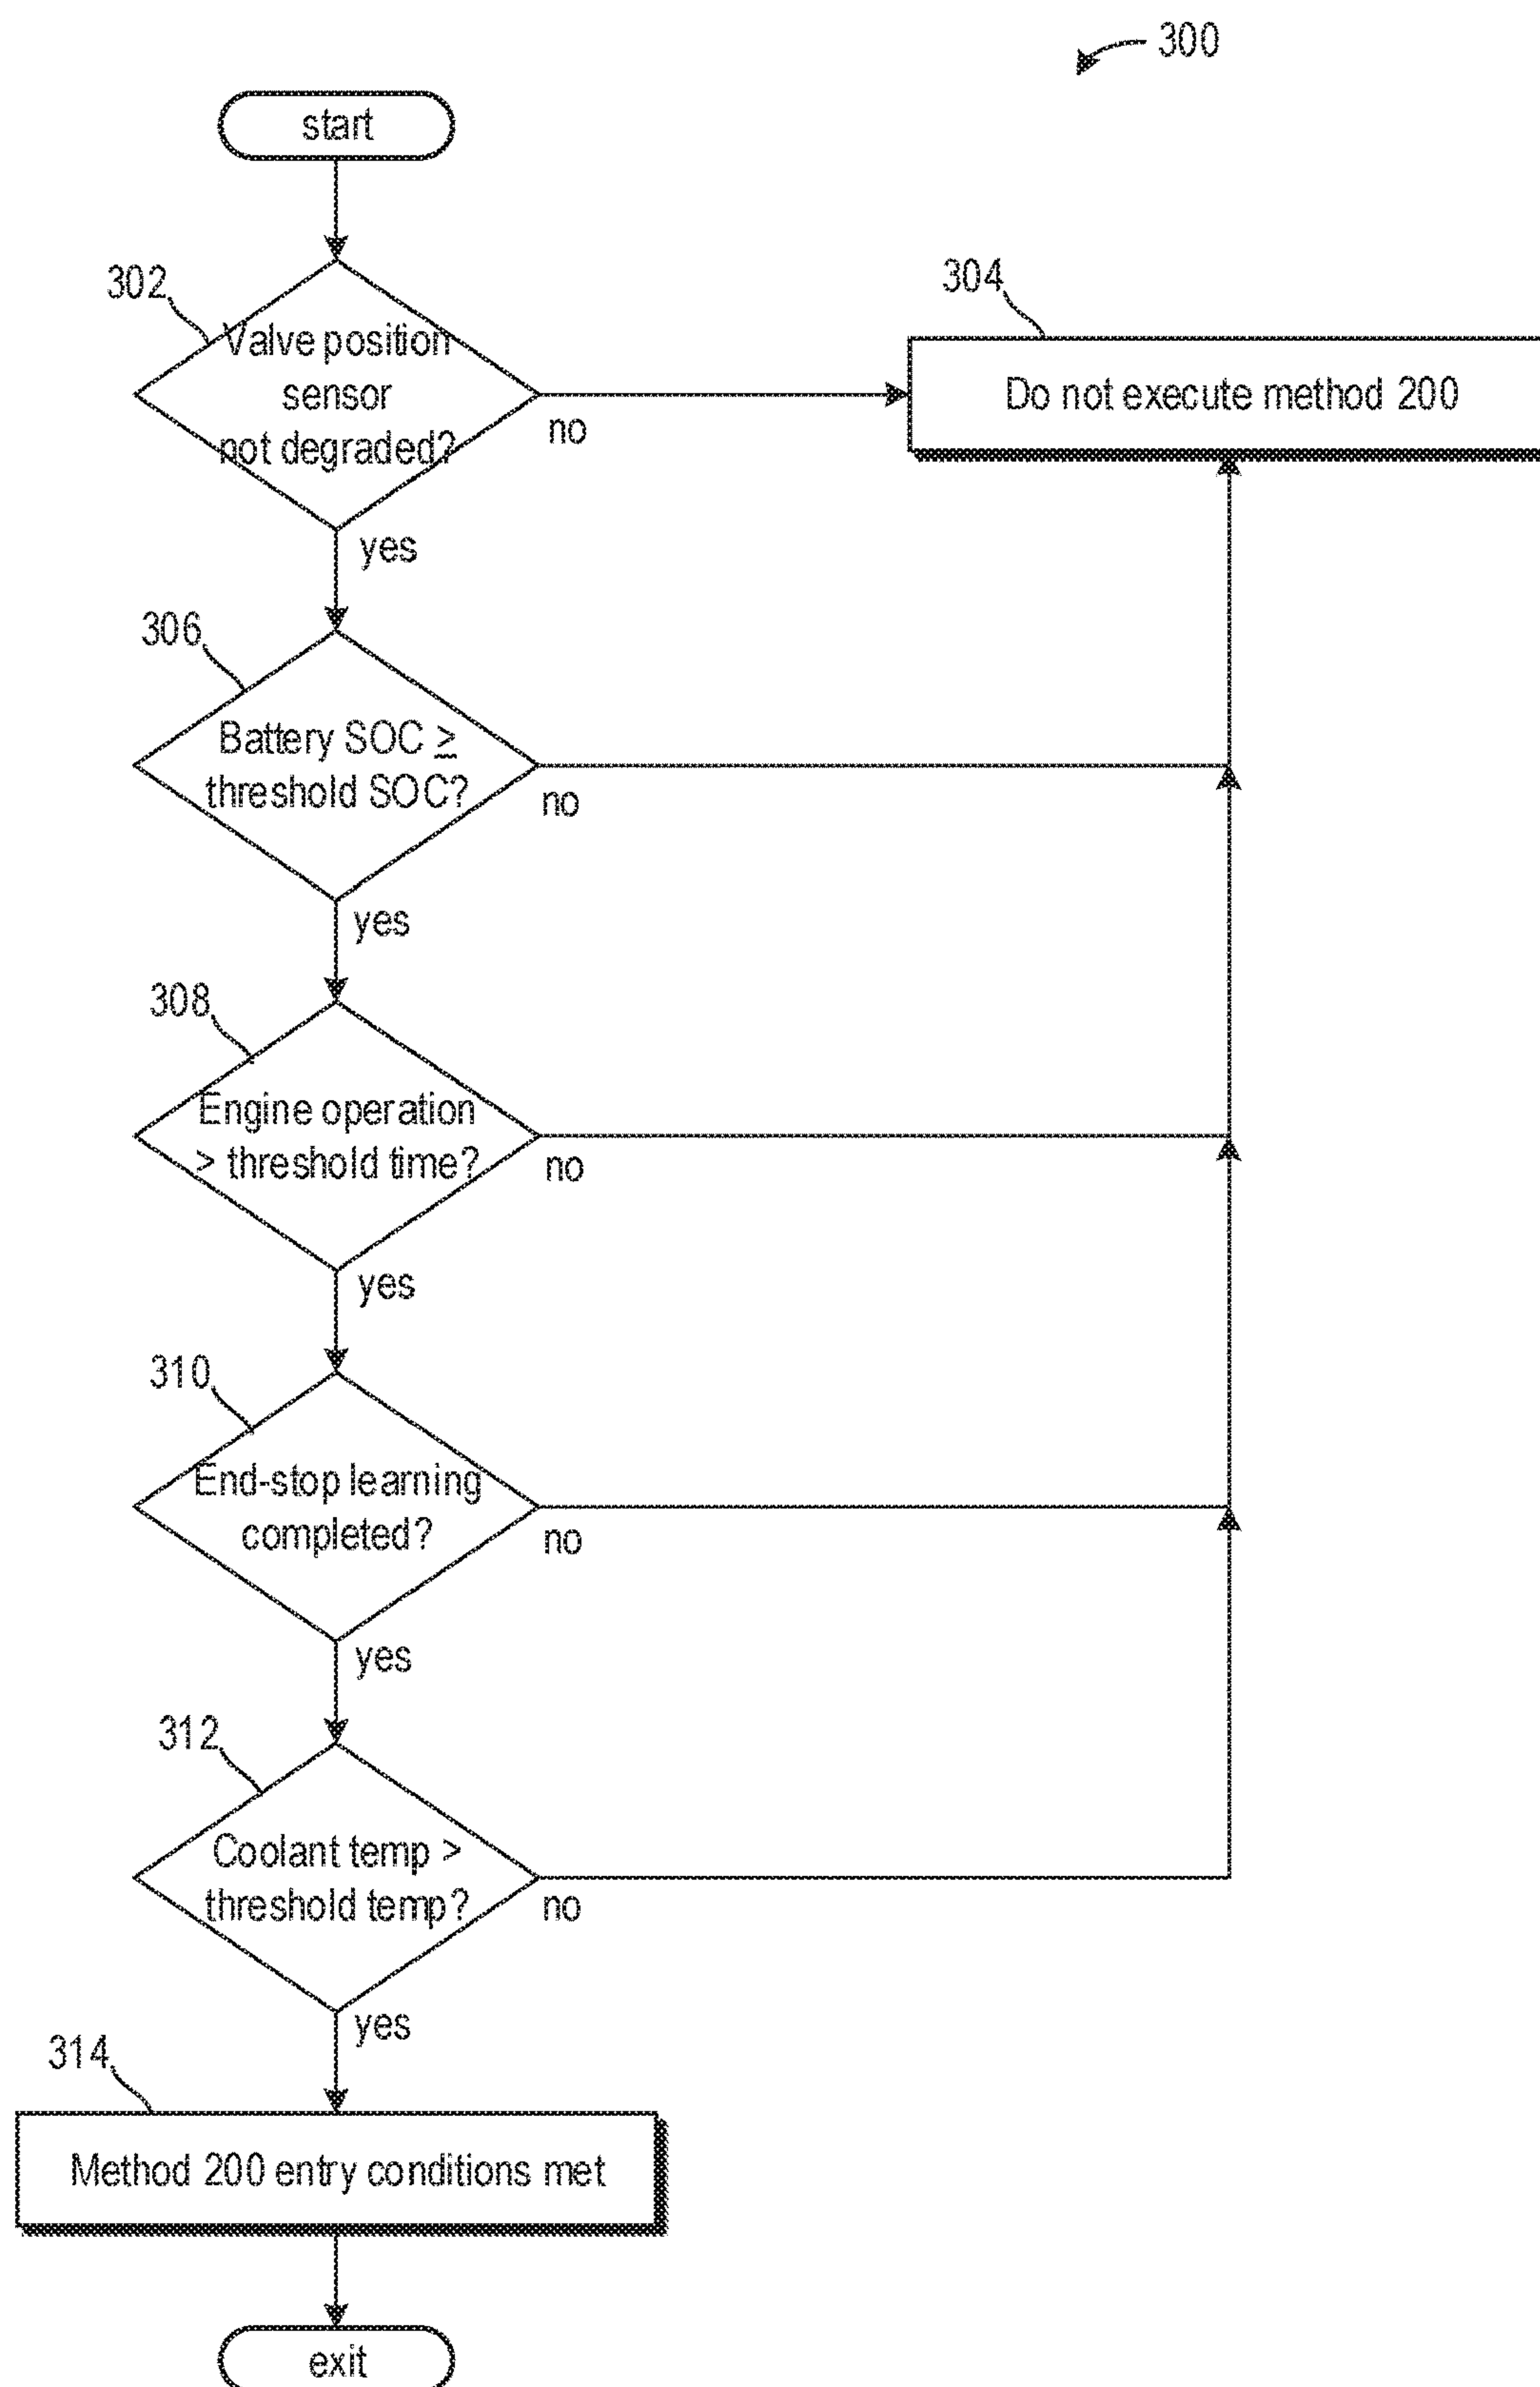 300
start
302
Valve position
sensor
not degraded?
no
yes
304
Do not execute method 200
306
Battery SOC ≥
threshold SOC?
no
yes
308
Engine operation
> threshold time?
no
yes
310
End-stop learning
completed?
no
yes
312
Coolant temp >
threshold temp?
no
yes
314
Method 200 entry conditions met
exit